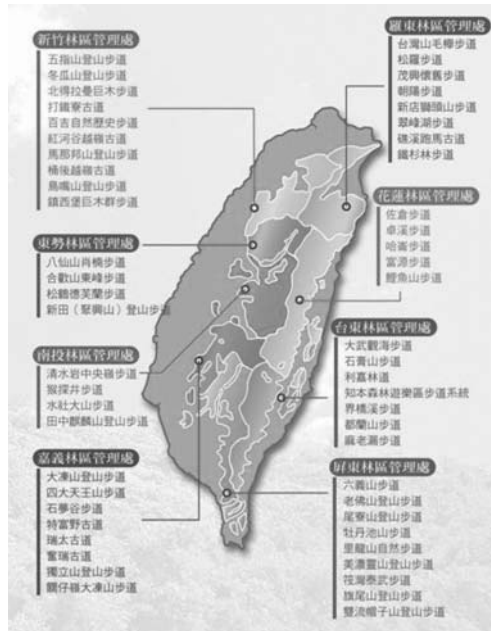 新竹林區管理處
五指山登山步道
冬瓜山登山步道
北得拉曼巨木步道
打鐵寮古道
百吉自然歷史步道
紅河谷越嶺古道
馬那邦山登山步道
桶後越嶺古道
鳥嘴山登山步道
鎮西堡巨木群步道
東勢林區管理處
八仙山肖楠步道
合歡山東峰步道
松鶴德芙蘭步道
新田（聚興山）登山步道
南投林區管理處
清水岩中央嶺步道
猴探井步道
水社大山步道
田中麒麟山登山步道
嘉義林區管理處
大凍山登山步道
四大天王山步道
石夢谷步道
特富野古道
瑞太古道
奮瑞古道
獨立山登山步道
關仔嶺大凍山步道
羅東林區管理處
台灣山毛櫸步道
松羅步道
茂興懷舊步道
朝陽步道
新店獅頭山步道
翠峰湖步道
礁溪跑馬古道
鐵杉林步道
花蓮林區管理處
佐倉步道
卓溪步道
哈崙步道
富源步道
鯉魚山步道
台東林區管理處
大武觀海步道
石膏山步道
利嘉林道
知本森林遊樂區步道系統
界橋溪步道
都蘭山步道
麻老漏步道
屏東林區管理處
六義山步道
老佛山登山步道
尾寮山登山步道
牡丹池山步道
里龍山自然步道
美濃靈山登山步道
筏灣泰武步道
旗尾山登山步道
雙流帽子山登山步道